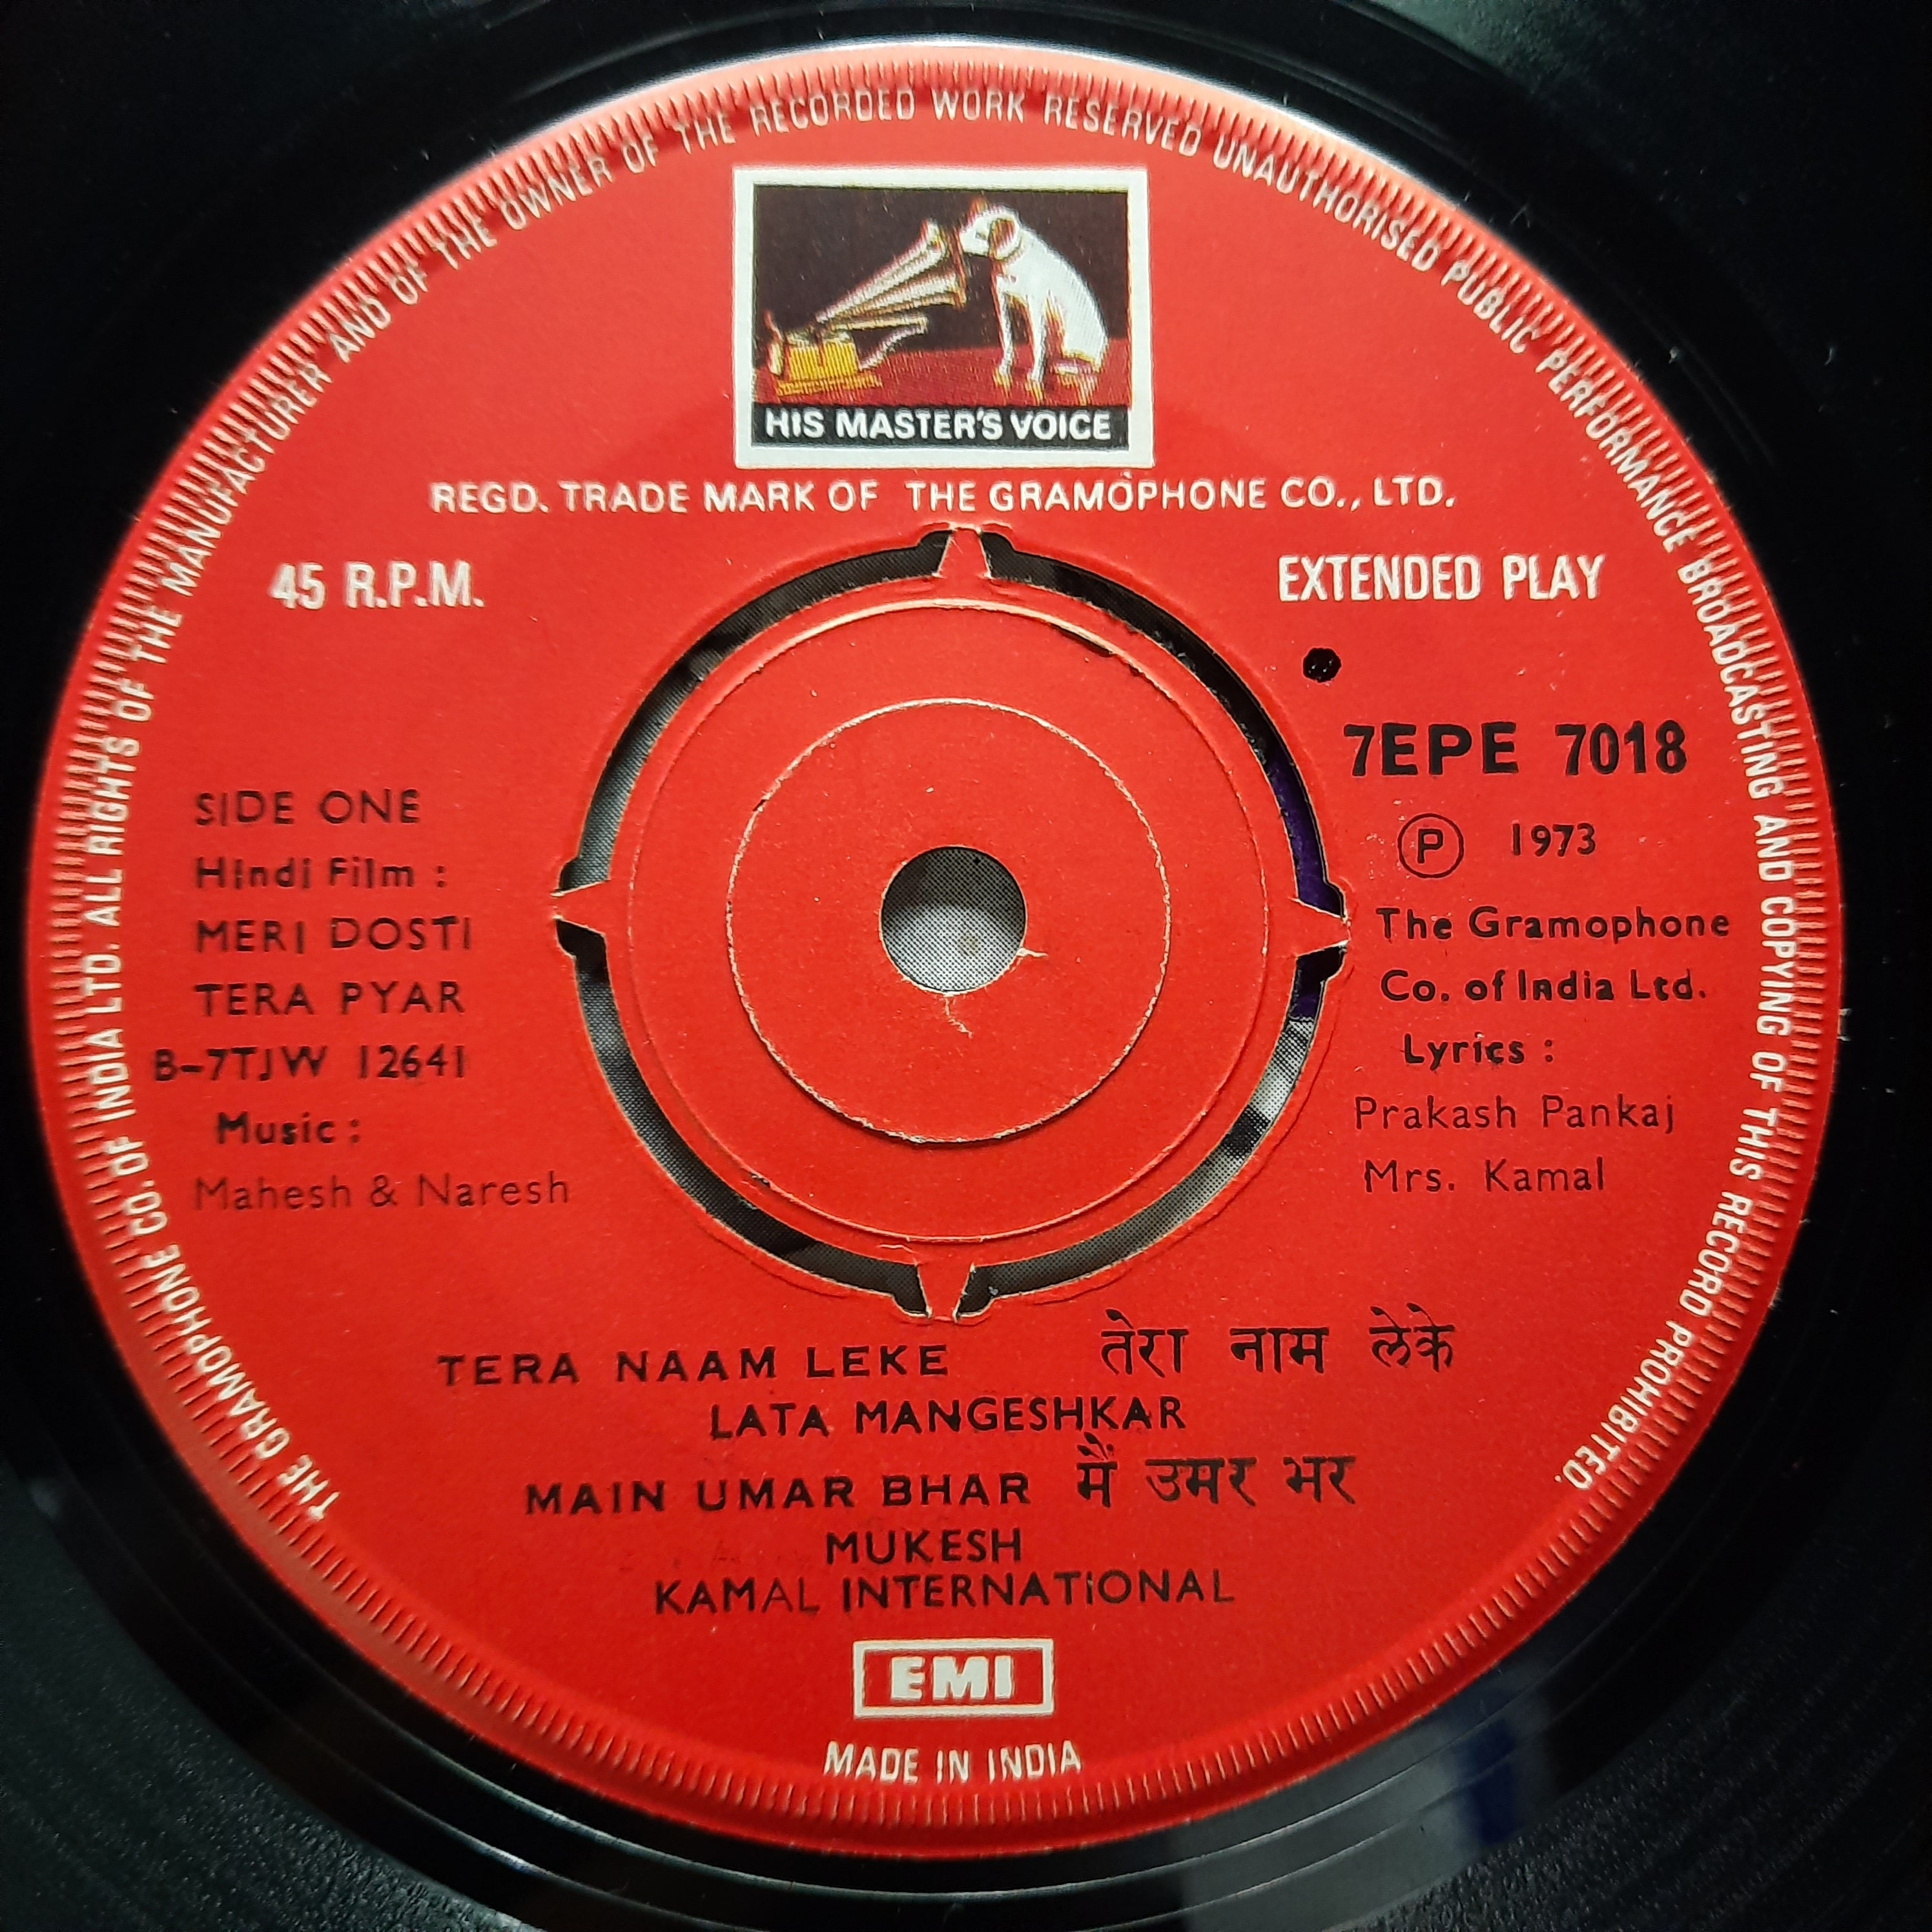 THE GRAMOPHONE CO. OF INDIA LTD. ALL RIGHTS OF THE MANUFACTURER AND OF THE OWNER OF THE RECORDED WORK RESERVED UNAUTHORISED PUBLIC PERFORMANCE BROADCASTING AND COPYING OF THIS RECORD PROHIBITED.
HIS MASTER'S VOICE
REGD. TRADE MARK OF THE GRAMOPHONE CO., LTD.
45 R.P.M.
EXTENDED PLAY
7EPE 7018
Ⓟ 1973
The Gramophone
Co. of India Ltd.
Lyrics :
Prakash Pankaj
Mrs. Kamal
SIDE ONE
Hindi Film :
MERI DOSTI
TERA PYAR
B-7TJW 12641
Music :
Mahesh & Naresh
TERA NAAM LEKE तेरा नाम लेके
LATA MANGESHKAR
MAIN UMAR BHAR मैं उमर भर
MUKESH
KAMAL INTERNATIONAL
EMI
MADE IN INDIA